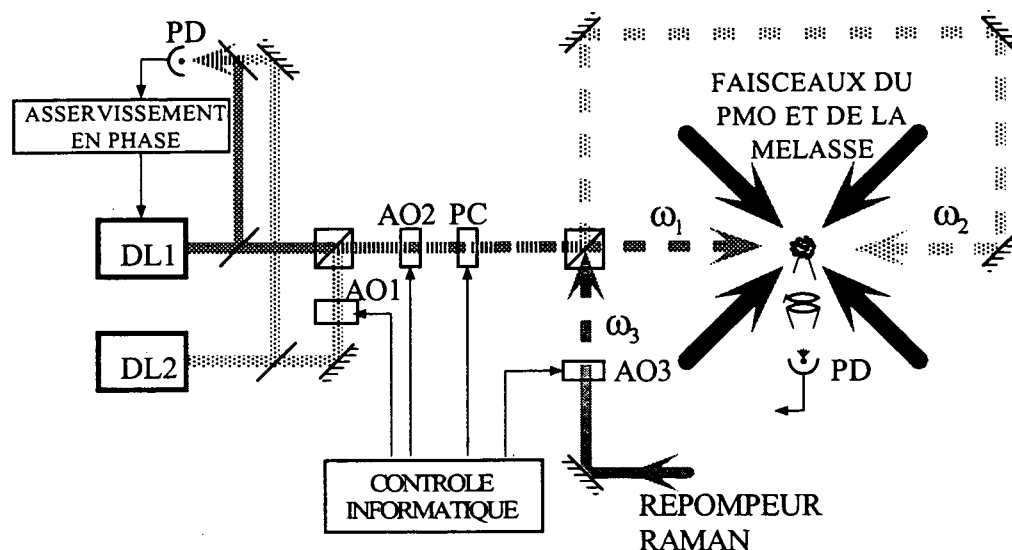 PD
ASSERVISSEMENT
EN PHASE
FAISCEAUX DU
PMO ET DE LA
MELASSE
DL1
AO2
PC
ω1
ω2
AO1
ω3
DL2
AO3
PD
CONTROLE
INFORMATIQUE
REPOMPEUR
RAMAN